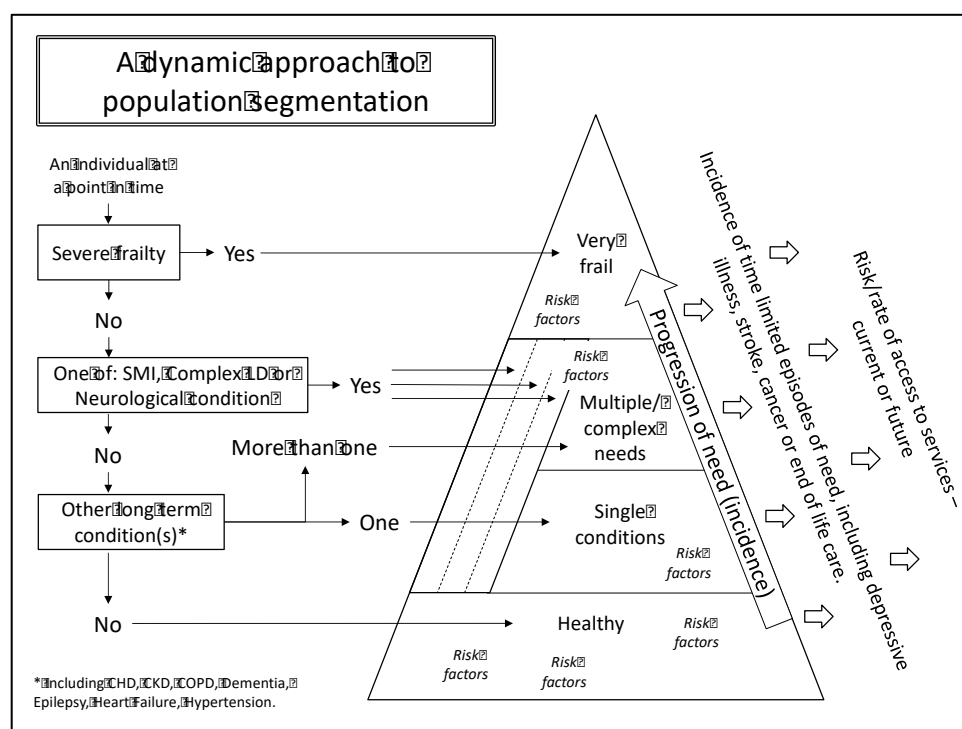 A dynamic approach to
population segmentation
An individual at
a point in time
Severe frailty
Yes
No
One of: SMI, Complex LD or
Neurological condition
Yes
No
More than one
Other long term
condition(s)*
One
No
* Including CHD, CKD, COPD, Dementia,
Epilepsy, Heart Failure, Hypertension.
Very
frail
Risk
factors
Risk
factors
Multiple/
complex
needs
Single
conditions
Risk
factors
Healthy
Risk
factors
Risk
factors
Risk
factors
Progression of need (incidence)
Incidence of time limited episodes of need, including depressive
illness, stroke, cancer or end of life care.
Risk/rate of access to services –
current or future